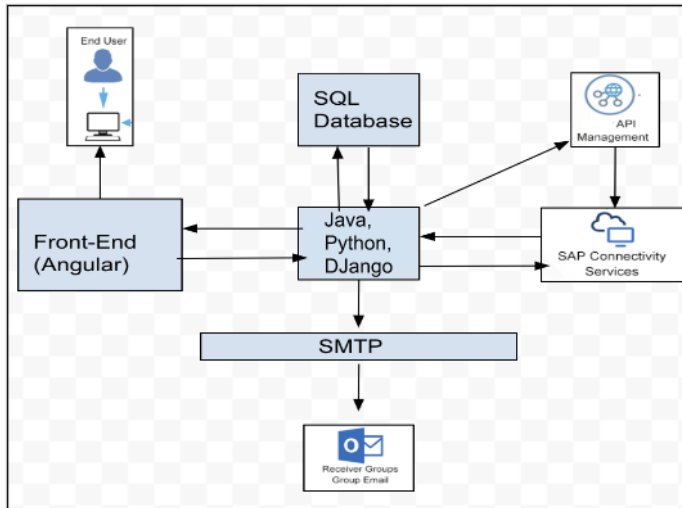 End User
SQL
Database
API
Management
Front-End
(Angular)
Java,
Python,
DJango
SAP Connectivity
Services
SMTP
O
Receiver Groups
Group Email